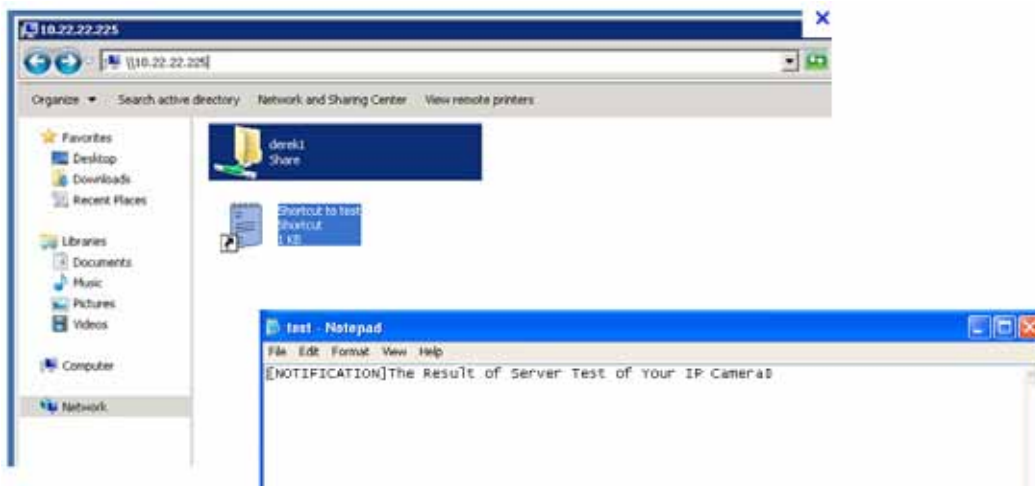 10.22.22.225
\\10.22.22.225
Organize Search active directory Network and Sharing Center View remote printers
Favorites
Desktop
Downloads
Recent Places
Libraries
Documents
Music
Pictures
Videos
Computer
Network
derek1
Share
Shortcut to test
Shortcut
1 KB
test - Notepad
File Edit Format View Help
[NOTIFICATION]The Result of Server Test of Your IP Camera